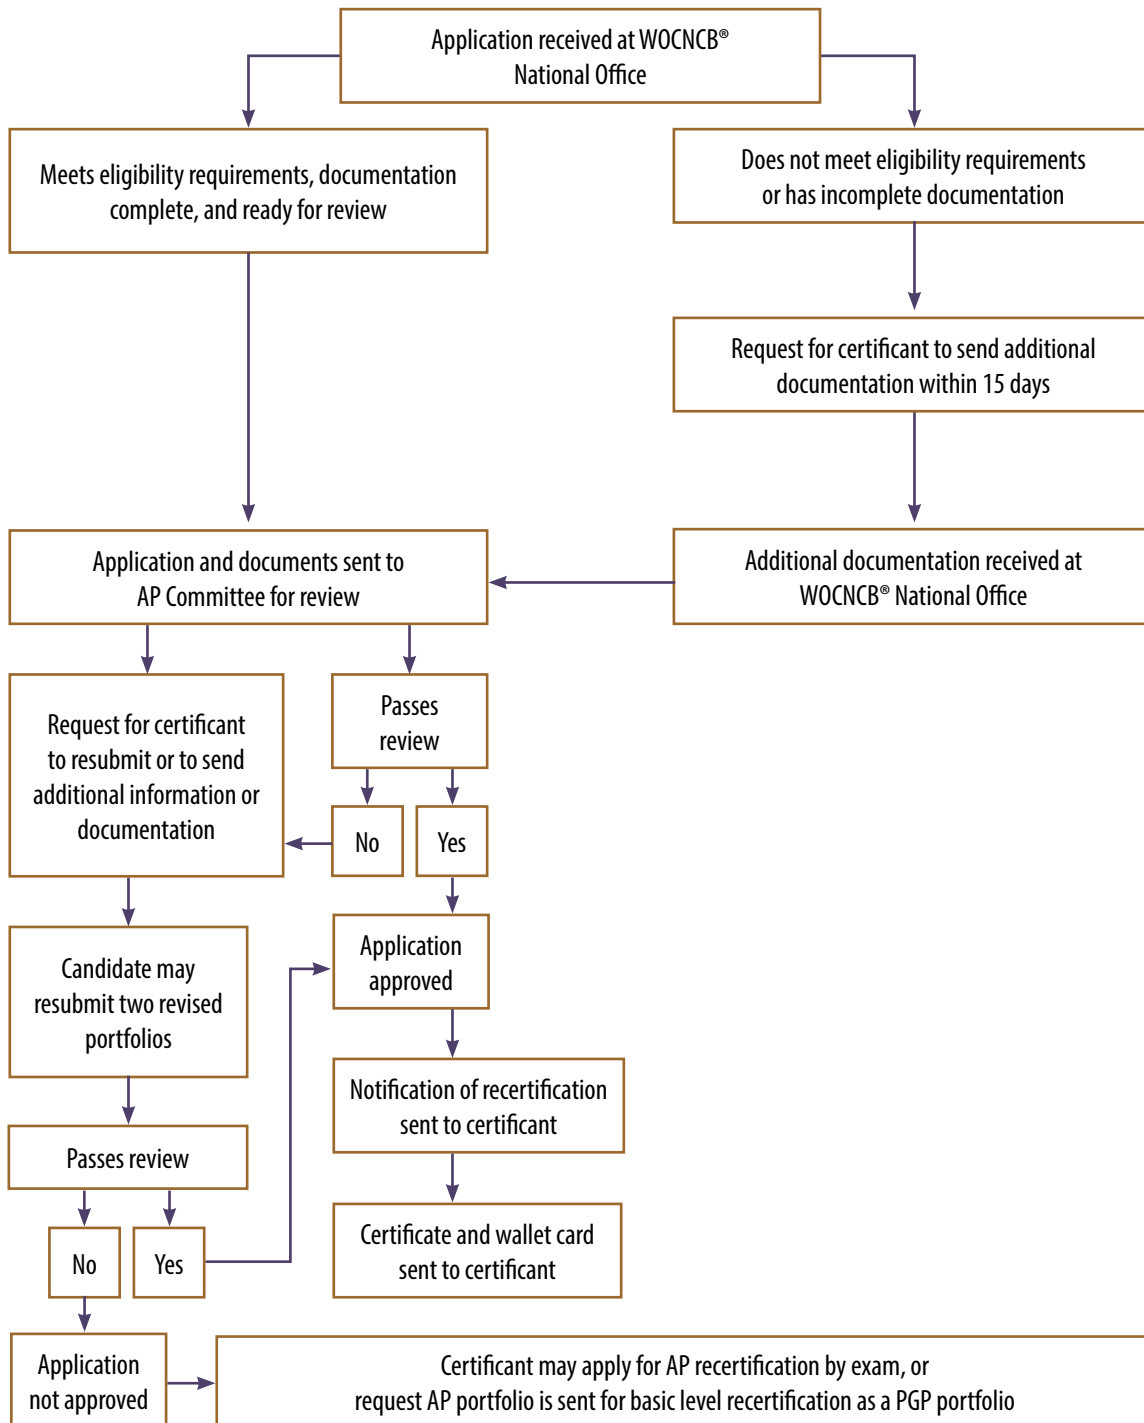 Application received at WOCNCB®
National Office
Meets eligibility requirements, documentation
complete, and ready for review
Does not meet eligibility requirements
or has incomplete documentation
Request for certificant to send additional
documentation within 15 days
Application and documents sent to
AP Committee for review
Additional documentation received at
WOCNCB® National Office
Request for certificant
to resubmit or to send
additional information or
documentation
Passes
review
No
Yes
Candidate may
resubmit two revised
portfolios
Application
approved
Notification of recertification
sent to certificant
Passes review
Certificate and wallet card
sent to certificant
No
Yes
Application
not approved
Certificant may apply for AP recertification by exam, or
request AP portfolio is sent for basic level recertification as a PGP portfolio